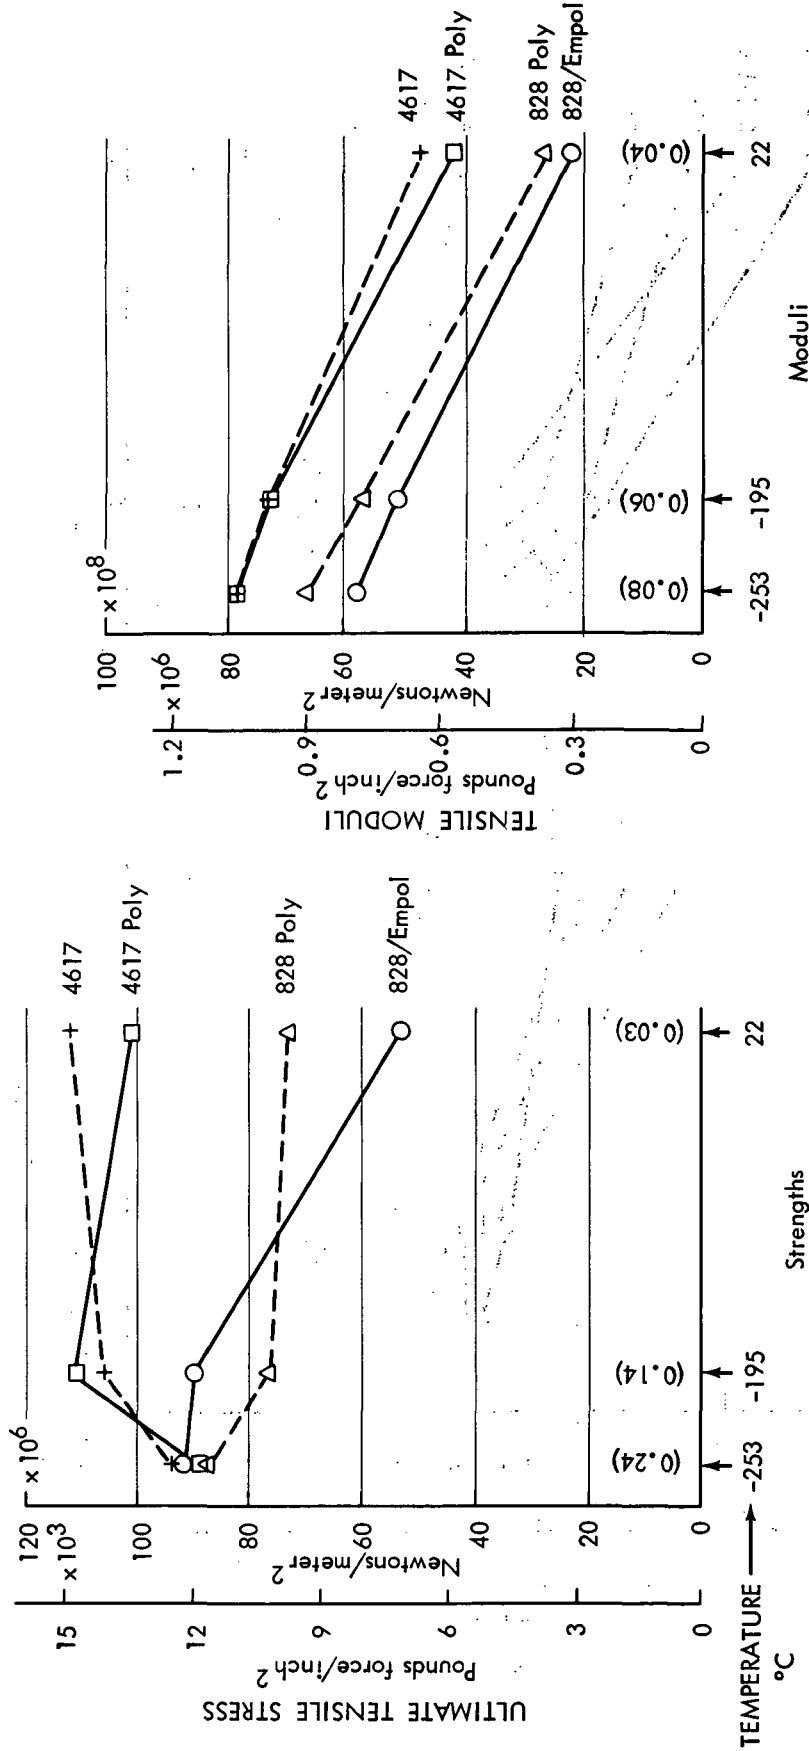 ULTIMATE TENSILE STRESS
Pounds force/inch²
15
×10³
12
9
6
3
0
Newtons/meter²
120
×10⁶
100
80
60
40
20
0
4617
4617 Poly
828 Poly
828/Empol
(0.24)
(0.14)
(0.03)
TEMPERATURE
°C
-253
-195
22
Strengths
TENSILE MODULI
Pounds force/inch²
1.2
×10⁶
0.9
0.6
0.3
0
Newtons/meter²
100
×10⁸
80
60
40
20
0
4617
4617 Poly
828 Poly
828/Empol
(0.08)
(0.06)
(0.04)
-253
-195
22
Moduli